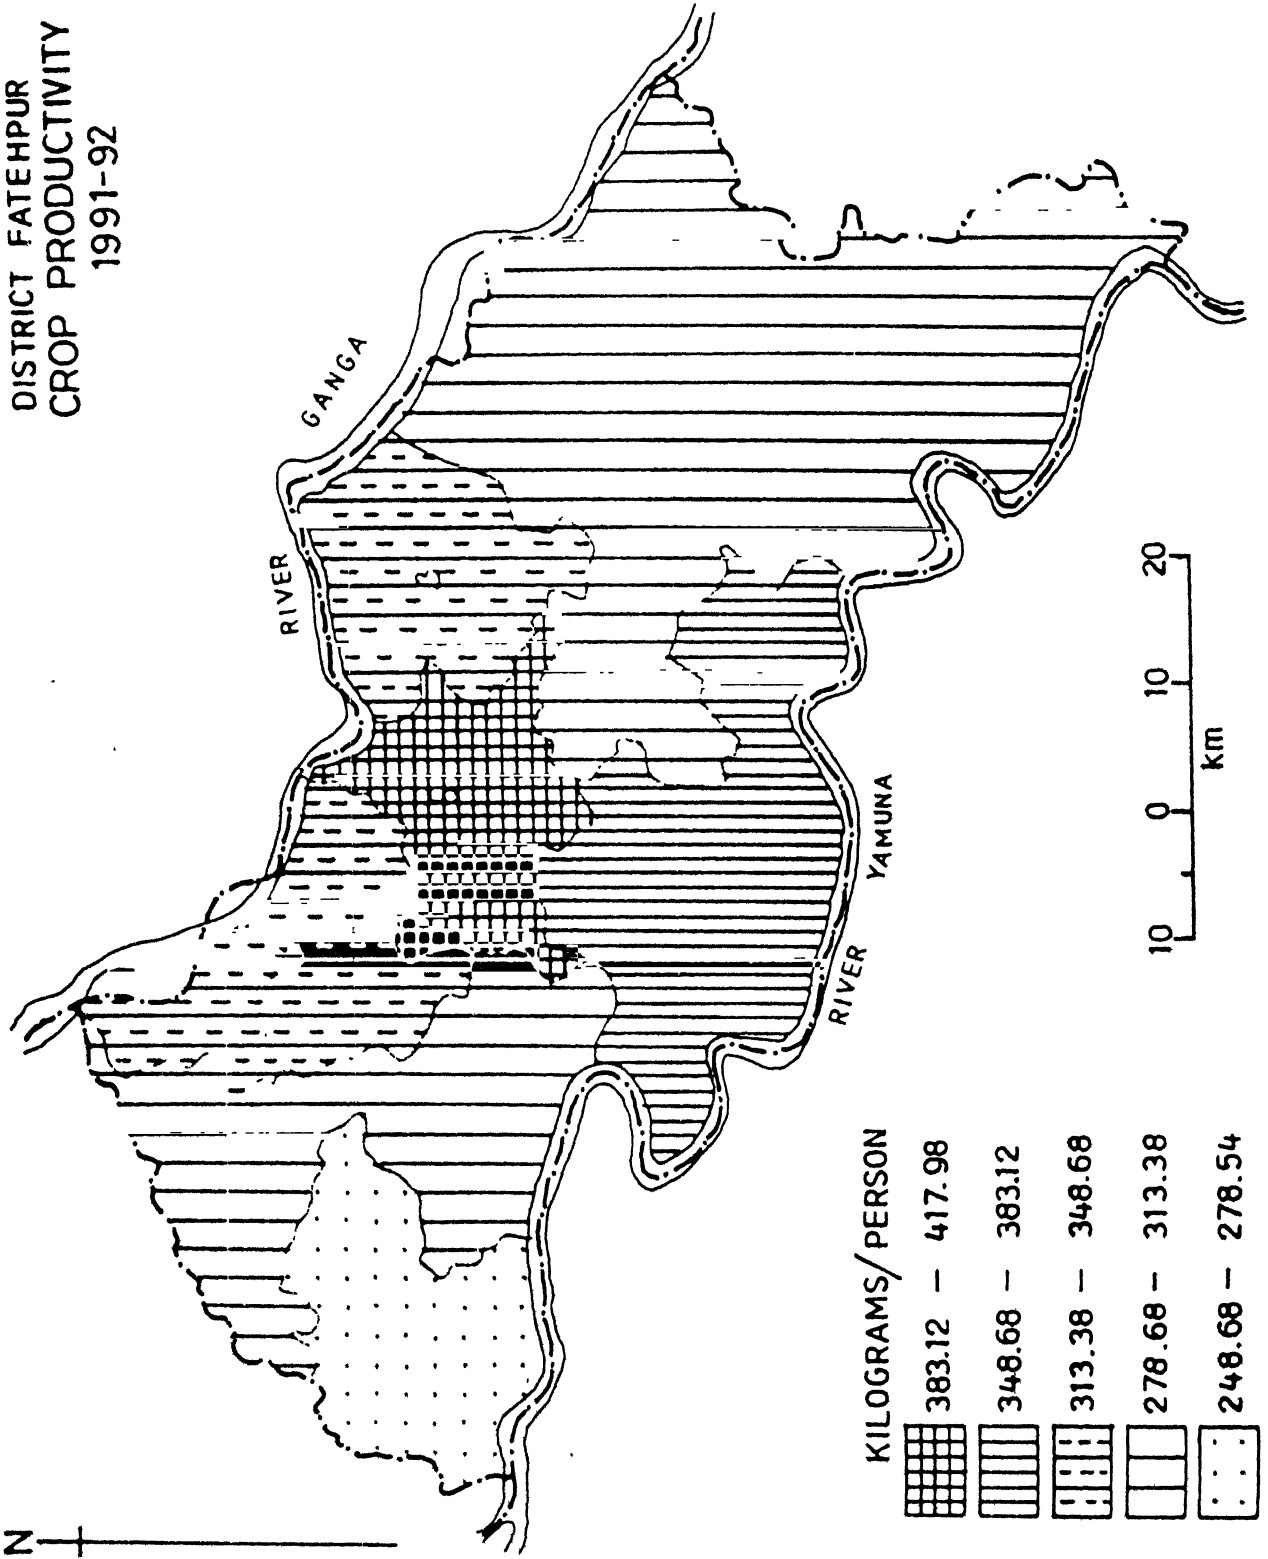 DISTRICT FATEHPUR
CROP PRODUCTIVITY
1991-92
N
RIVER GANGA
RIVER YAMUNA
KILOGRAMS/PERSON
383.12 — 417.98
348.68 — 383.12
313.38 — 348.68
278.68 — 313.38
248.68 — 278.54
10 0 10 20
km